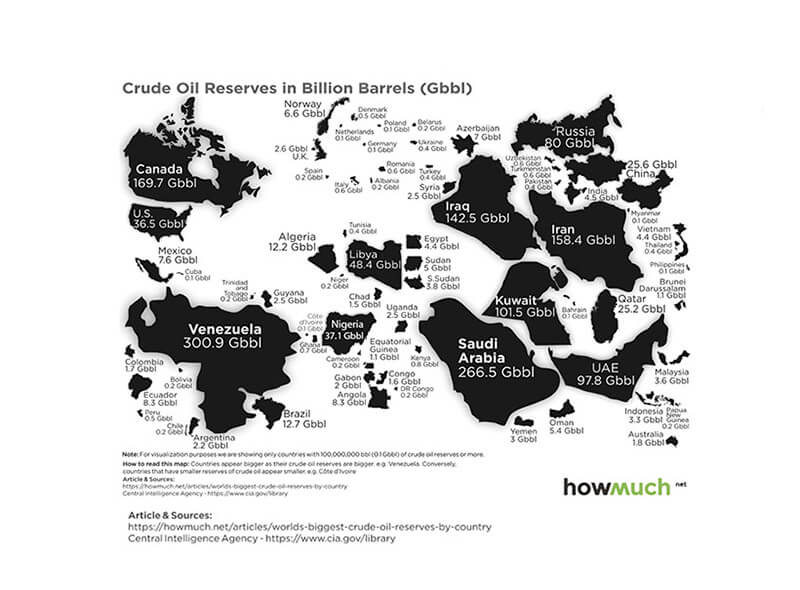 Crude Oil Reserves in Billion Barrels (Gbbl)
Norway
6.6 Gbbl
Denmark
0.5 Gbbl
Netherlands
0.1 Gbbl
Poland
0.1 Gbbl
Belarus
0.2 Gbbl
Germany
0.1 Gbbl
Ukraine
0.4 Gbbl
2.6 Gbbl
U.K.
Spain
0.2 Gbbl
Italy
0.6 Gbbl
Albania
0.2 Gbbl
Romania
0.6 Gbbl
Turkey
0.4 Gbbl
Azerbaijan
7 Gbbl
Syria
2.5 Gbbl
Russia
80 Gbbl
Uzbekistan
0.6 Gbbl
Turkmenistan
0.6 Gbbl
Pakistan
0.4 Gbbl
25.6 Gbbl
China
India
4.5 Gbbl
Canada
169.7 Gbbl
U.S.
36.5 Gbbl
Mexico
7.6 Gbbl
Cuba
0.1 Gbbl
Trinidad
and
Tobago
0.2 Gbbl
Guyana
2.5 Gbbl
Venezuela
300.9 Gbbl
Colombia
1.7 Gbbl
Bolivia
0.2 Gbbl
Ecuador
8.3 Gbbl
Peru
0.5 Gbbl
Chile
0.2 Gbbl
Argentina
2.2 Gbbl
Brazil
12.7 Gbbl
Algeria
12.2 Gbbl
Tunisia
0.4 Gbbl
Libya
48.4 Gbbl
Egypt
4.4 Gbbl
Sudan
5 Gbbl
S.Sudan
3.8 Gbbl
Niger
0.2 Gbbl
Chad
1.5 Gbbl
Uganda
2.5 Gbbl
Côte
d'Ivoire
0.1 Gbbl
Ghana
0.7 Gbbl
Nigeria
37.1 Gbbl
Equatorial
Guinea
1.1 Gbbl
Cameroon
0.2 Gbbl
Kenya
0.8 Gbbl
Gabon
2 Gbbl
Congo
1.6 Gbbl
DR Congo
0.2 Gbbl
Angola
8.3 Gbbl
Iraq
142.5 Gbbl
Iran
158.4 Gbbl
Kuwait
101.5 Gbbl
Bahrain
0.1 Gbbl
Qatar
25.2 Gbbl
Saudi
Arabia
266.5 Gbbl
UAE
97.8 Gbbl
Yemen
3 Gbbl
Oman
5.4 Gbbl
Myanmar
0.1 Gbbl
Vietnam
4.4 Gbbl
Thailand
0.4 Gbbl
Philippines
0.1 Gbbl
Brunei
Darussalam
1.1 Gbbl
Malaysia
3.6 Gbbl
Indonesia
3.3 Gbbl
Papua
New
Guinea
0.2 Gbbl
Australia
1.8 Gbbl
Note: For visualization purposes we are showing only countries with 100,000,000 bbl (0.1 Gbbl) of crude oil reserves or more.
How to read this map: Countries appear bigger as their crude oil reserves are bigger. e.g. Venezuela. Conversely,
countries that have smaller reserves of crude oil appear smaller. e.g. Côte d'Ivoire
Article & Sources:
https://howmuch.net/articles/worlds-biggest-crude-oil-reserves-by-country
Central Intelligence Agency - https://www.cia.gov/library
howmuch net
Article & Sources:
https://howmuch.net/articles/worlds-biggest-crude-oil-reserves-by-country
Central Intelligence Agency - https://www.cia.gov/library